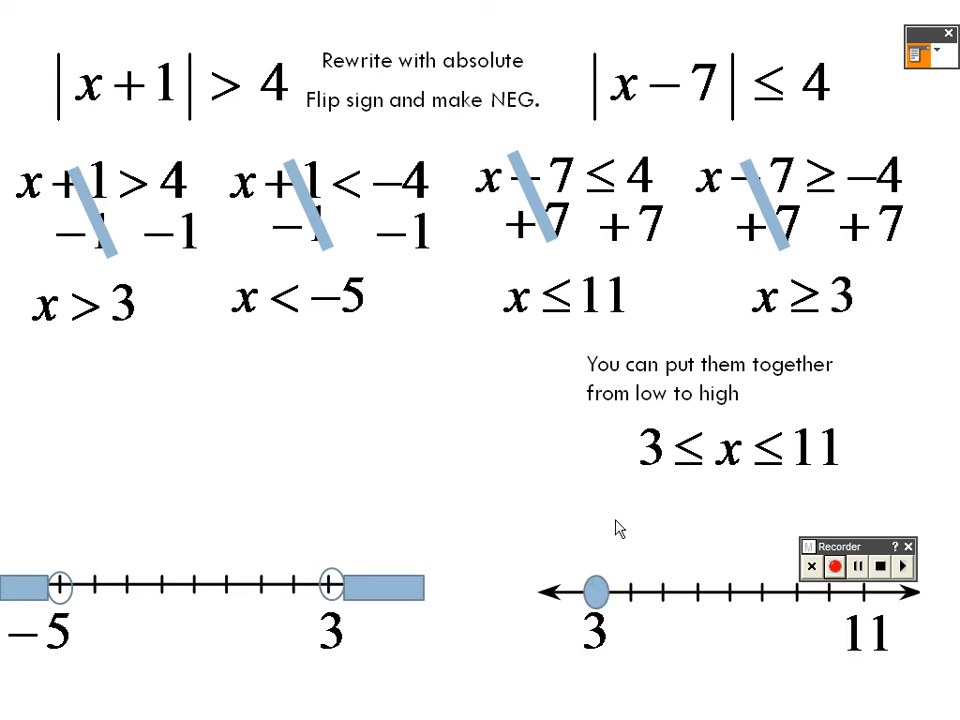 |x + 1| > 4
Rewrite with absolute
Flip sign and make NEG.
|x − 7| ≤ 4
x + 1 > 4
x + 1 < −4
x − 7 ≤ 4
x − 7 ≥ −4
−1 −1
−1 −1
+7 +7
+7 +7
x > 3
x < −5
x ≤ 11
x ≥ 3
You can put them together
from low to high
3 ≤ x ≤ 11
Recorder
−5 3
3 11